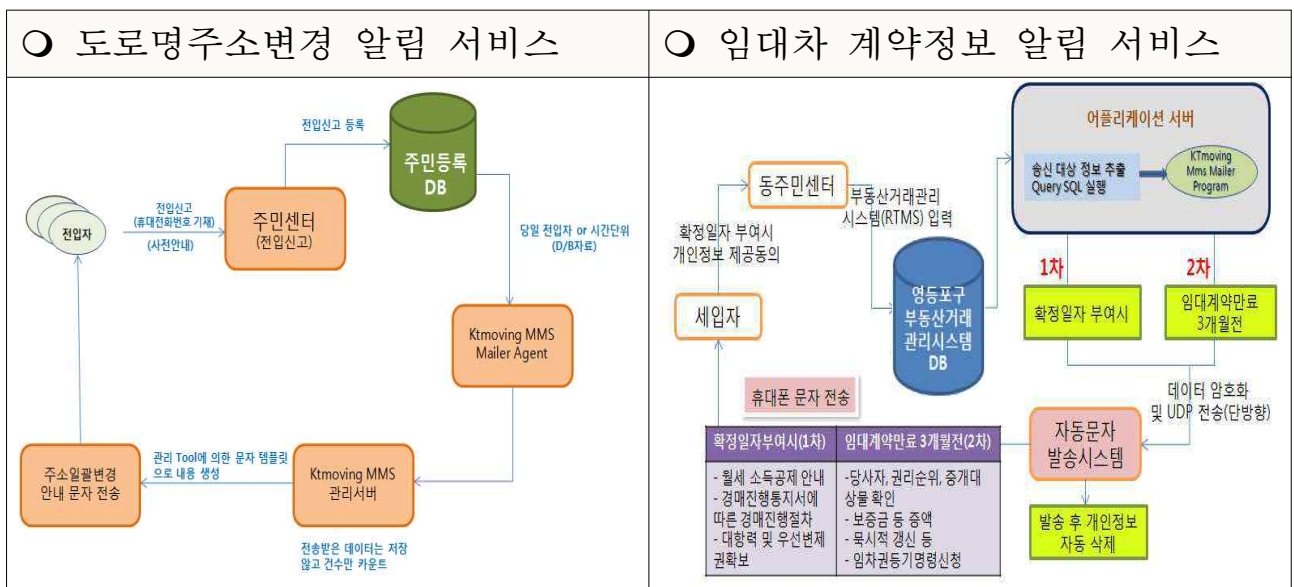 ❍ 도로명주소변경 알림 서비스
전입신고 등록
주민등록
DB
전입자
전입신고
(휴대전화번호 기재)
(사전안내)
주민센터
(전입신고)
당일 전입자 or 시간단위
(D/B자료)
Ktmoving MMS
Mailer Agent
Ktmoving MMS
관리서버
전송받은 데이터는 저장
않고 건수만 카운트
관리 Tool에 의한 문자 템플릿
으로 내용 생성
주소일괄변경
안내 문자 전송
❍ 임대차 계약정보 알림 서비스
어플리케이션 서버
송신 대상 정보 추출
Query SQL 실행
KTmoving
Mms Mailer
Program
동주민센터
부동산거래관리
시스템(RTMS) 입력
확정일자 부여시
개인정보 제공동의
세입자
영등포구
부동산거래
관리시스템
DB
1차
2차
확정일자 부여시
임대계약만료
3개월전
데이터 암호화
및 UDP 전송(단방향)
자동문자
발송시스템
발송 후 개인정보
자동 삭제
휴대폰 문자 전송
확정일자부여시(1차)
- 월세 소득공제 안내
- 경매진행통지서에
따른 경매진행절차
- 대항력 및 우선변제
권확보
임대계약만료 3개월전(2차)
-당사자, 권리순위, 중개대
상물 확인
- 보증금 등 증액
- 묵시적 갱신 등
- 임차권등기명령신청